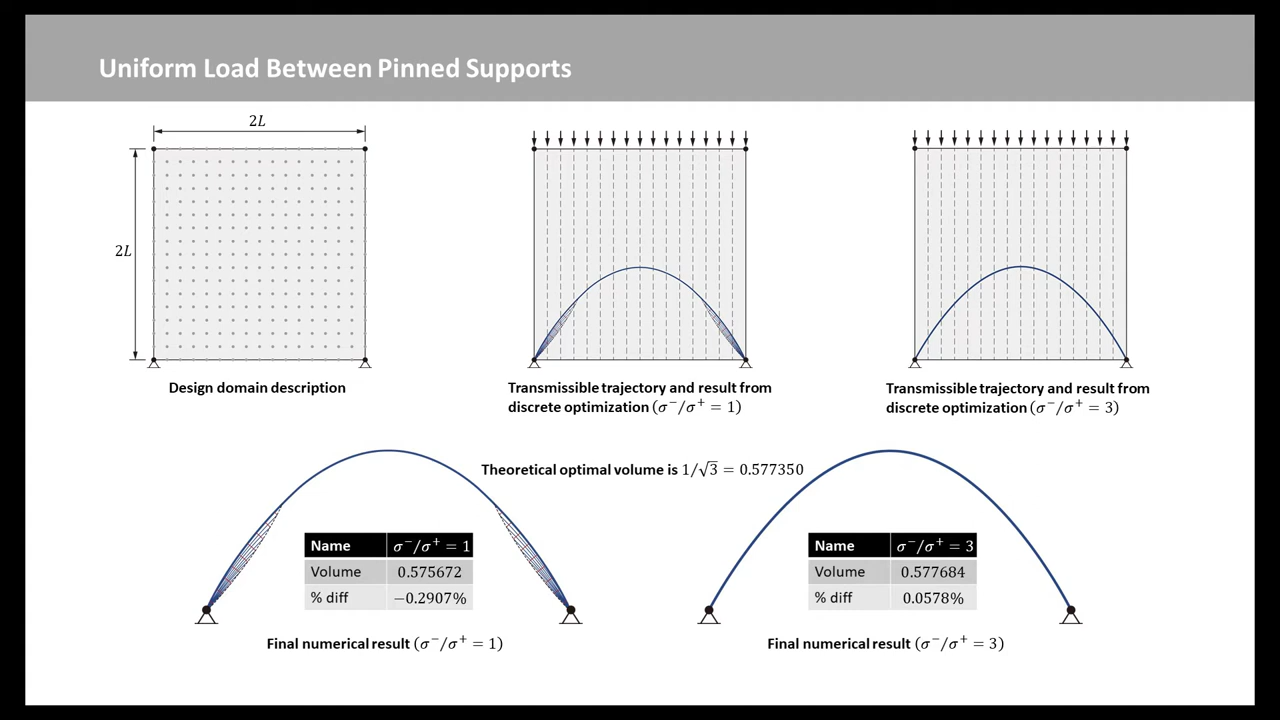 Uniform Load Between Pinned Supports
2L
2L
Design domain description
Transmissible trajectory and result from
discrete optimization (σ⁻/σ⁺ = 1)
Transmissible trajectory and result from
discrete optimization (σ⁻/σ⁺ = 3)
Theoretical optimal volume is 1/√3 = 0.577350
Name σ⁻/σ⁺ = 1
Volume 0.575672
% diff −0.2907%
Final numerical result (σ⁻/σ⁺ = 1)
Name σ⁻/σ⁺ = 3
Volume 0.577684
% diff 0.0578%
Final numerical result (σ⁻/σ⁺ = 3)